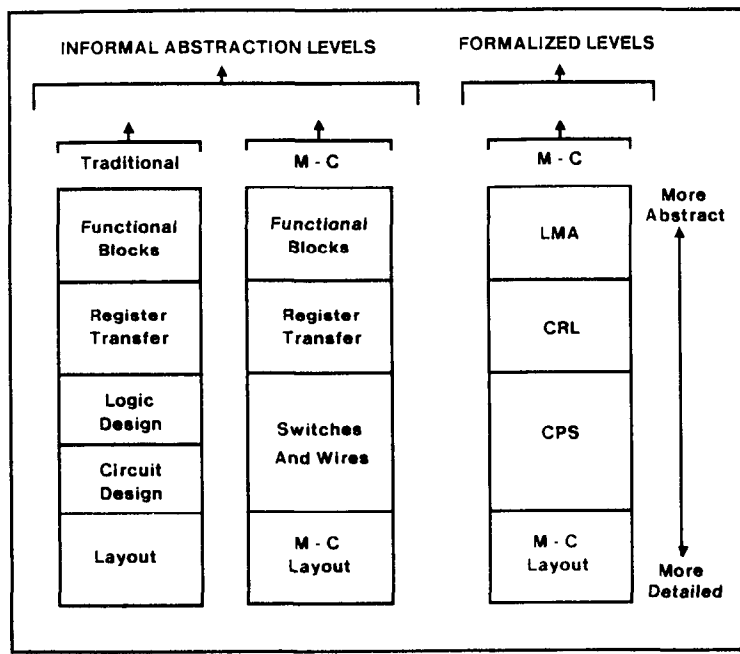 INFORMAL ABSTRACTION LEVELS
FORMALIZED LEVELS
Traditional
M - C
M - C
Functional
Blocks
Register
Transfer
Logic
Design
Circuit
Design
Layout
Functional
Blocks
Register
Transfer
Switches
And Wires
M - C
Layout
LMA
CRL
CPS
M - C
Layout
More
Abstract
More
Detailed